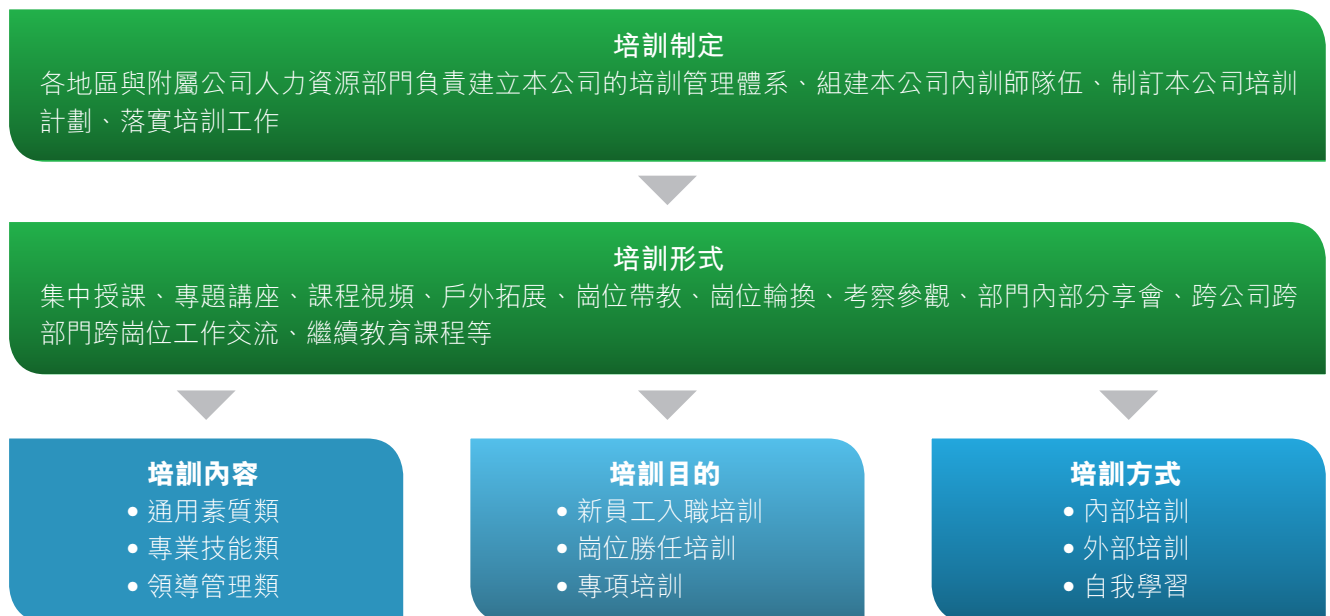 培訓制定
各地區與附屬公司人力資源部門負責建立本公司的培訓管理體系、組建本公司內訓師隊伍、制訂本公司培訓
計劃、落實培訓工作
培訓形式
集中授課、專題講座、課程視頻、戶外拓展、崗位帶教、崗位輪換、考察參觀、部門內部分享會、跨公司跨
部門跨崗位工作交流、繼續教育課程等
培訓內容
• 通用素質類
• 專業技能類
• 領導管理類
培訓目的
• 新員工入職培訓
• 崗位勝任培訓
• 專項培訓
培訓方式
• 內部培訓
• 外部培訓
• 自我學習